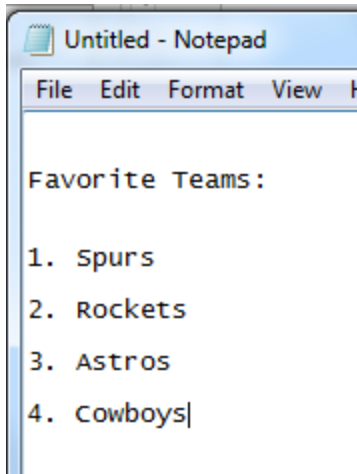 Untitled - Notepad
File Edit Format View
Favorite Teams:
1. Spurs
2. Rockets
3. Astros
4. Cowboys